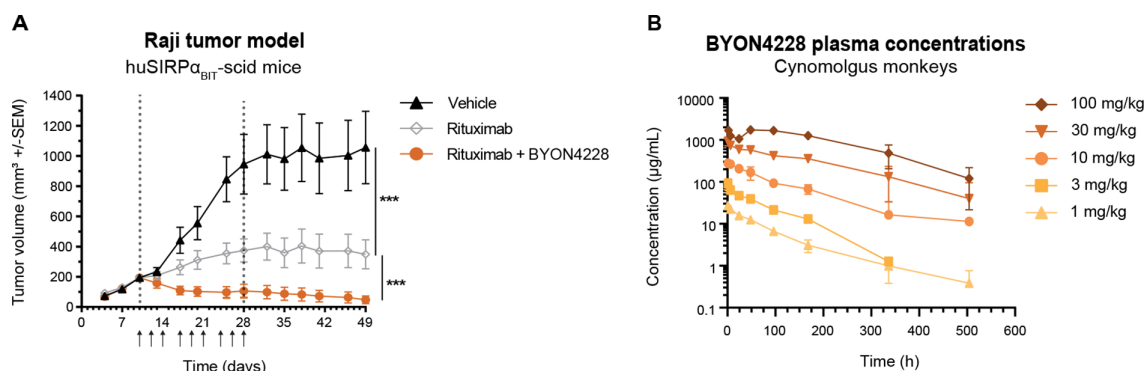 A
Raji tumor model
huSIRPα_BIT-scid mice
Tumor volume (mm³ +/-SEM)
1400
1200
1000
800
600
400
200
0
0 7 14 21 28 35 42 49
Time (days)
Vehicle
Rituximab
Rituximab + BYON4228
***
***
B
BYON4228 plasma concentrations
Cynomolgus monkeys
Concentration (µg/mL)
10000
1000
100
10
1
0.1
0 100 200 300 400 500 600
Time (h)
100 mg/kg
30 mg/kg
10 mg/kg
3 mg/kg
1 mg/kg